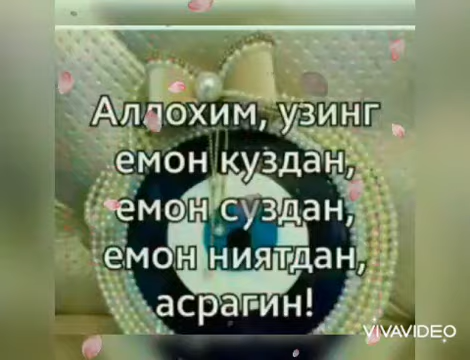 Аллохим, узинг
емон куздан,
емон суздан,
емон ниятдан,
асрагин!
VIVAVIDEO